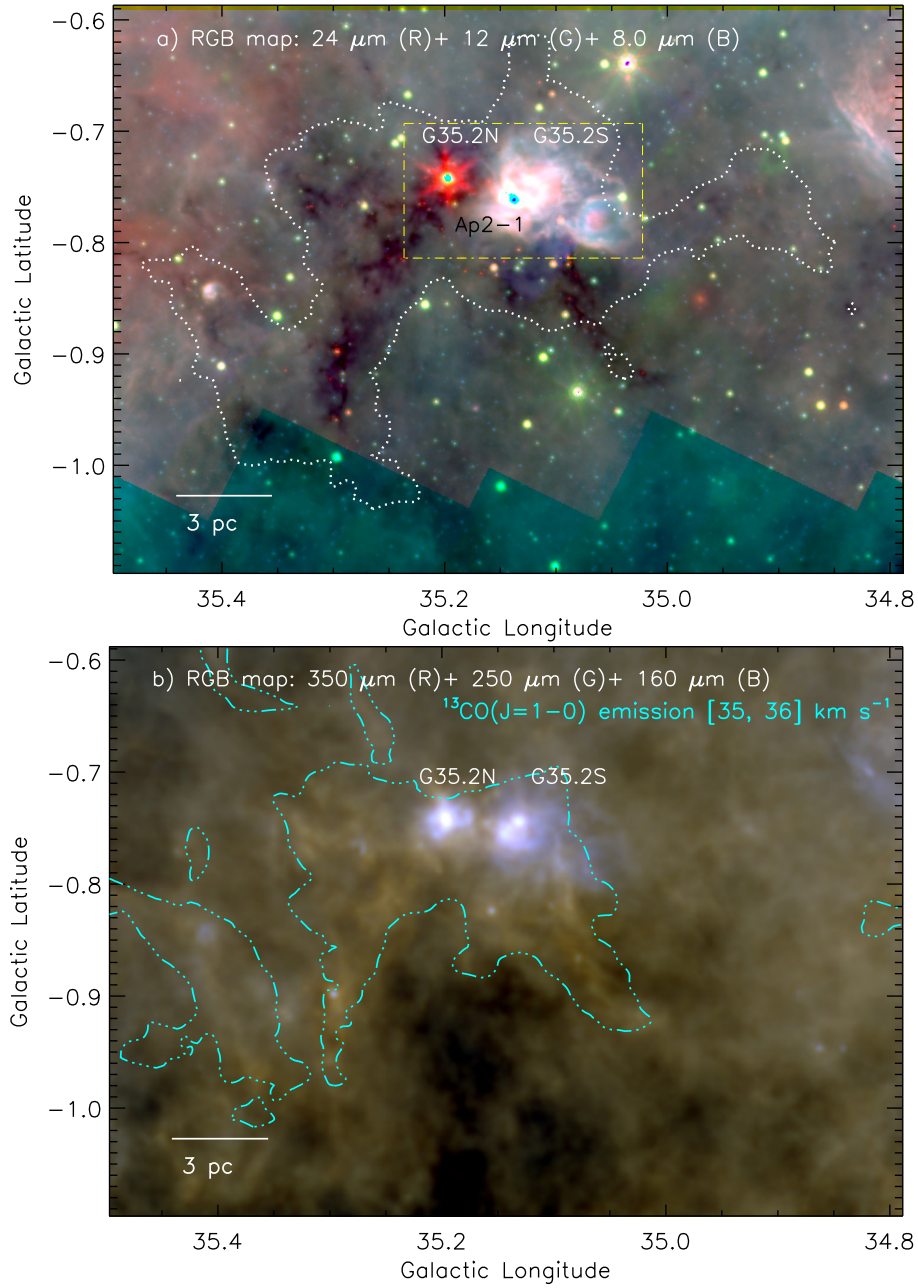 a) RGB map: 24 μm (R)+ 12 μm (G)+ 8.0 μm (B)
G35.2N G35.2S
Ap2−1
3 pc
−0.6
−0.7
−0.8
−0.9
−1.0
Galactic Latitude
35.4 35.2 35.0 34.8
Galactic Longitude
b) RGB map: 350 μm (R)+ 250 μm (G)+ 160 μm (B)
¹³CO(J=1−0) emission [35, 36] km s⁻¹
G35.2N G35.2S
3 pc
−0.6
−0.7
−0.8
−0.9
−1.0
Galactic Latitude
35.4 35.2 35.0 34.8
Galactic Longitude